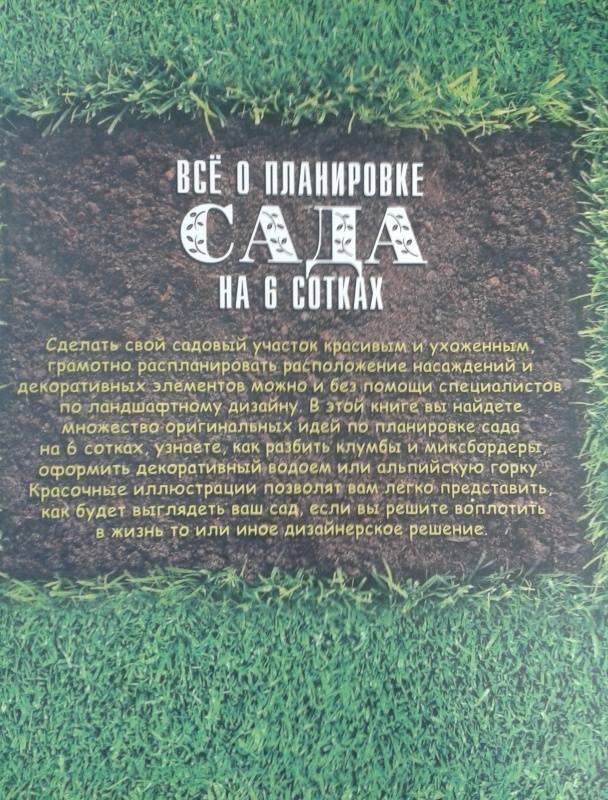 ВСЁ О ПЛАНИРОВКЕ
САДА
НА 6 СОТКАХ
Сделать свой садовый участок красивым и ухоженным,
грамотно распланировать расположение насаждений и
декоративных элементов можно и без помощи специалистов
по ландшафтному дизайну. В этой книге вы найдете
множество оригинальных идей по планировке сада
на 6 сотках, узнаете, как разбить клумбы и миксбордеры,
оформить декоративный водоем или альпийскую горку.
Красочные иллюстрации позволят вам легко представить,
как будет выглядеть ваш сад, если вы решите воплотить
в жизнь то или иное дизайнерское решение.